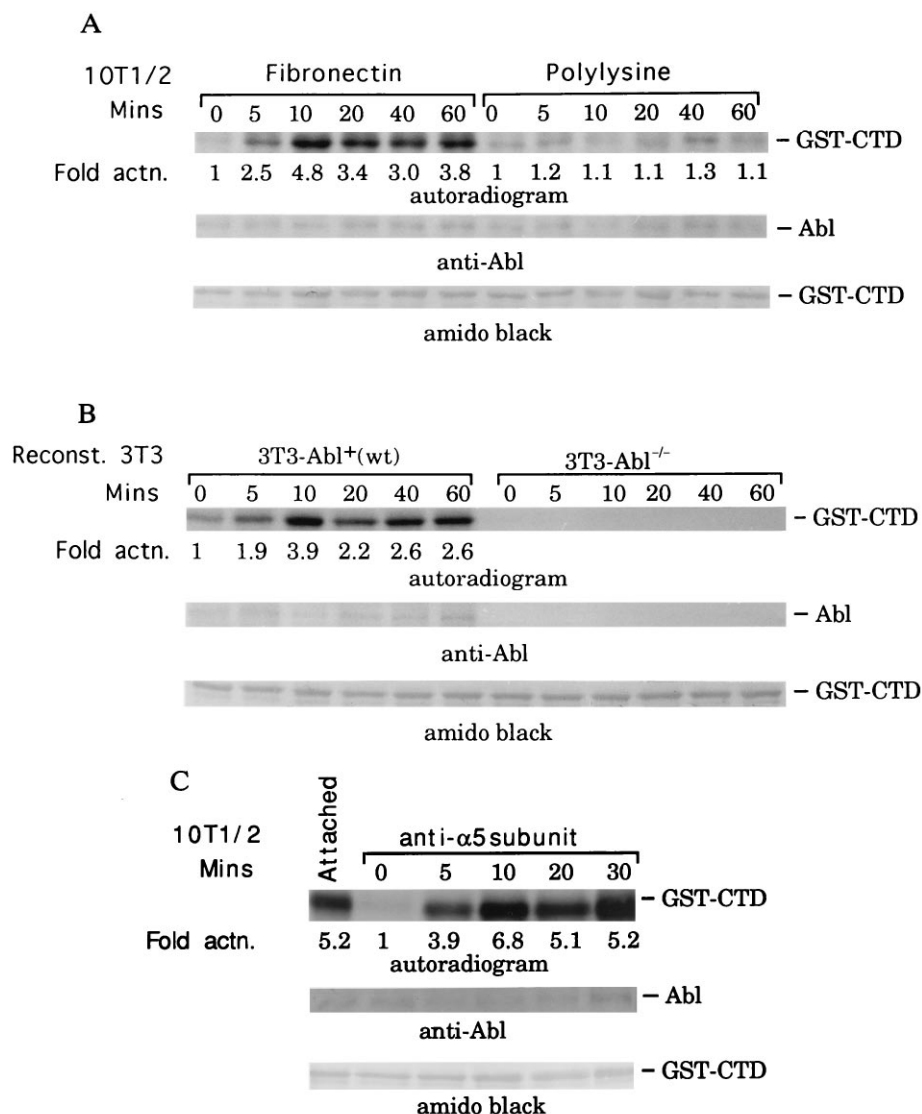 A
10T1/2 Fibronectin Polylysine
Mins 0 5 10 20 40 60 0 5 10 20 40 60
– GST-CTD
Fold actn. 1 2.5 4.8 3.4 3.0 3.8 1 1.2 1.1 1.1 1.3 1.1
autoradiogram
– Abl
anti-Abl
– GST-CTD
amido black
B
Reconst. 3T3 3T3-Abl⁺(wt) 3T3-Abl⁻/⁻
Mins 0 5 10 20 40 60 0 5 10 20 40 60
– GST-CTD
Fold actn. 1 1.9 3.9 2.2 2.6 2.6
autoradiogram
– Abl
anti-Abl
– GST-CTD
amido black
C
Attached
10T1/2 anti-α5 subunit
Mins 0 5 10 20 30
– GST-CTD
Fold actn. 5.2 1 3.9 6.8 5.1 5.2
autoradiogram
– Abl
anti-Abl
– GST-CTD
amido black